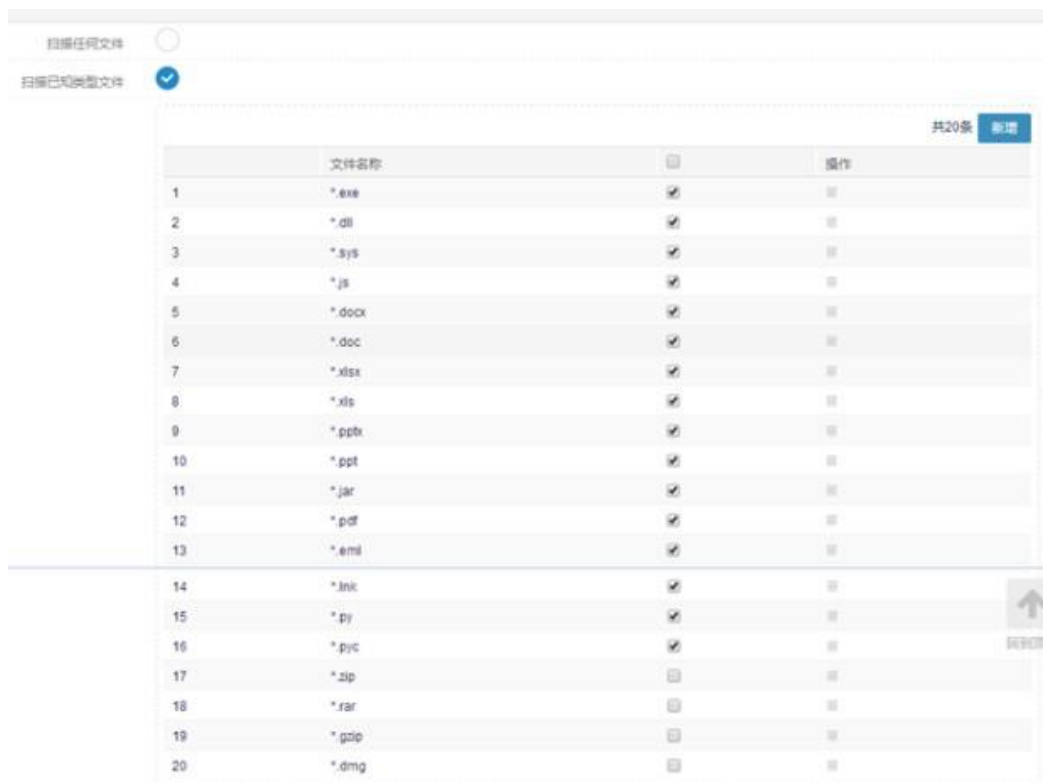 扫描任何文件
扫描已知类型文件
共20条 新增
文件名称 操作
1 *.exe
2 *.dll
3 *.sys
4 *.js
5 *.docx
6 *.doc
7 *.xlsx
8 *.xls
9 *.pptx
10 *.ppt
11 *.jar
12 *.pdf
13 *.eml
14 *.lnk
15 *.py
16 *.pyc
17 *.zip
18 *.rar
19 *.gzip
20 *.dmg